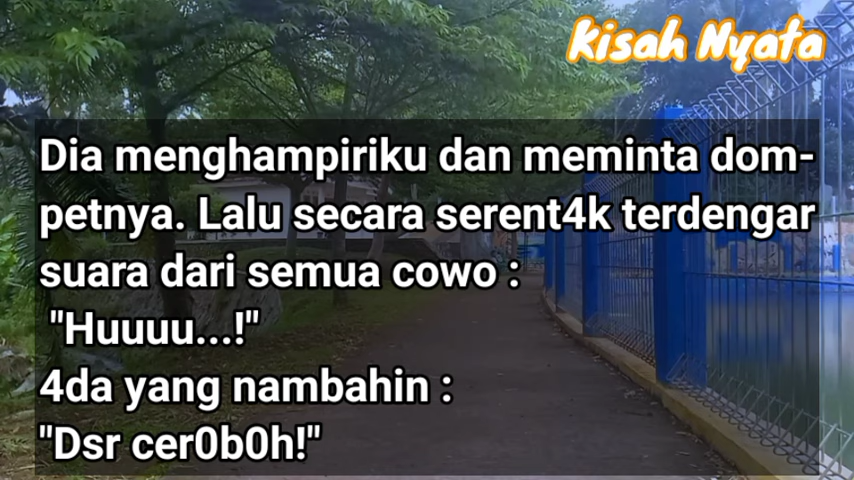 Kisah Nyata
Dia menghampiriku dan meminta dom-
petnya. Lalu secara serent4k terdengar
suara dari semua cowo :
"Huuuu...!"
4da yang nambahin :
"Dsr cer0b0h!"